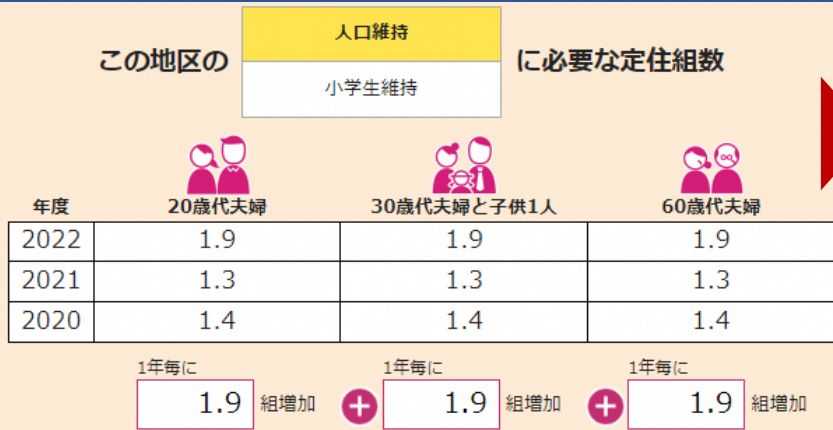 人口維持
この地区の
に必要な定住組数
小学生維持
年度 20歳代夫婦 30歳代夫婦と子供1人 60歳代夫婦
2022 1.9 1.9 1.9
2021 1.3 1.3 1.3
2020 1.4 1.4 1.4
1年毎に 1年毎に 1年毎に
1.9 組増加 + 1.9 組増加 + 1.9 組増加